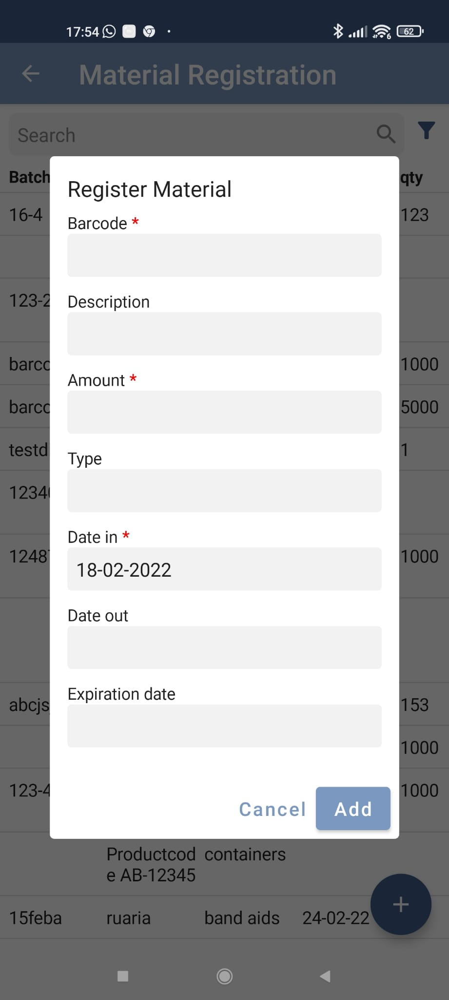 17:54
62
Material Registration
Search
Batch
qty
Register Material
Barcode *
16-4
123
Description
123-2
Amount *
barco
1000
barco
5000
Type
testd
1
1234
Date in *
1248
1000
18-02-2022
Date out
Expiration date
abcjs
153
1000
123-4
1000
Cancel
Add
Productcod containers
e AB-12345
+
15feba ruaria band aids 24-02-22